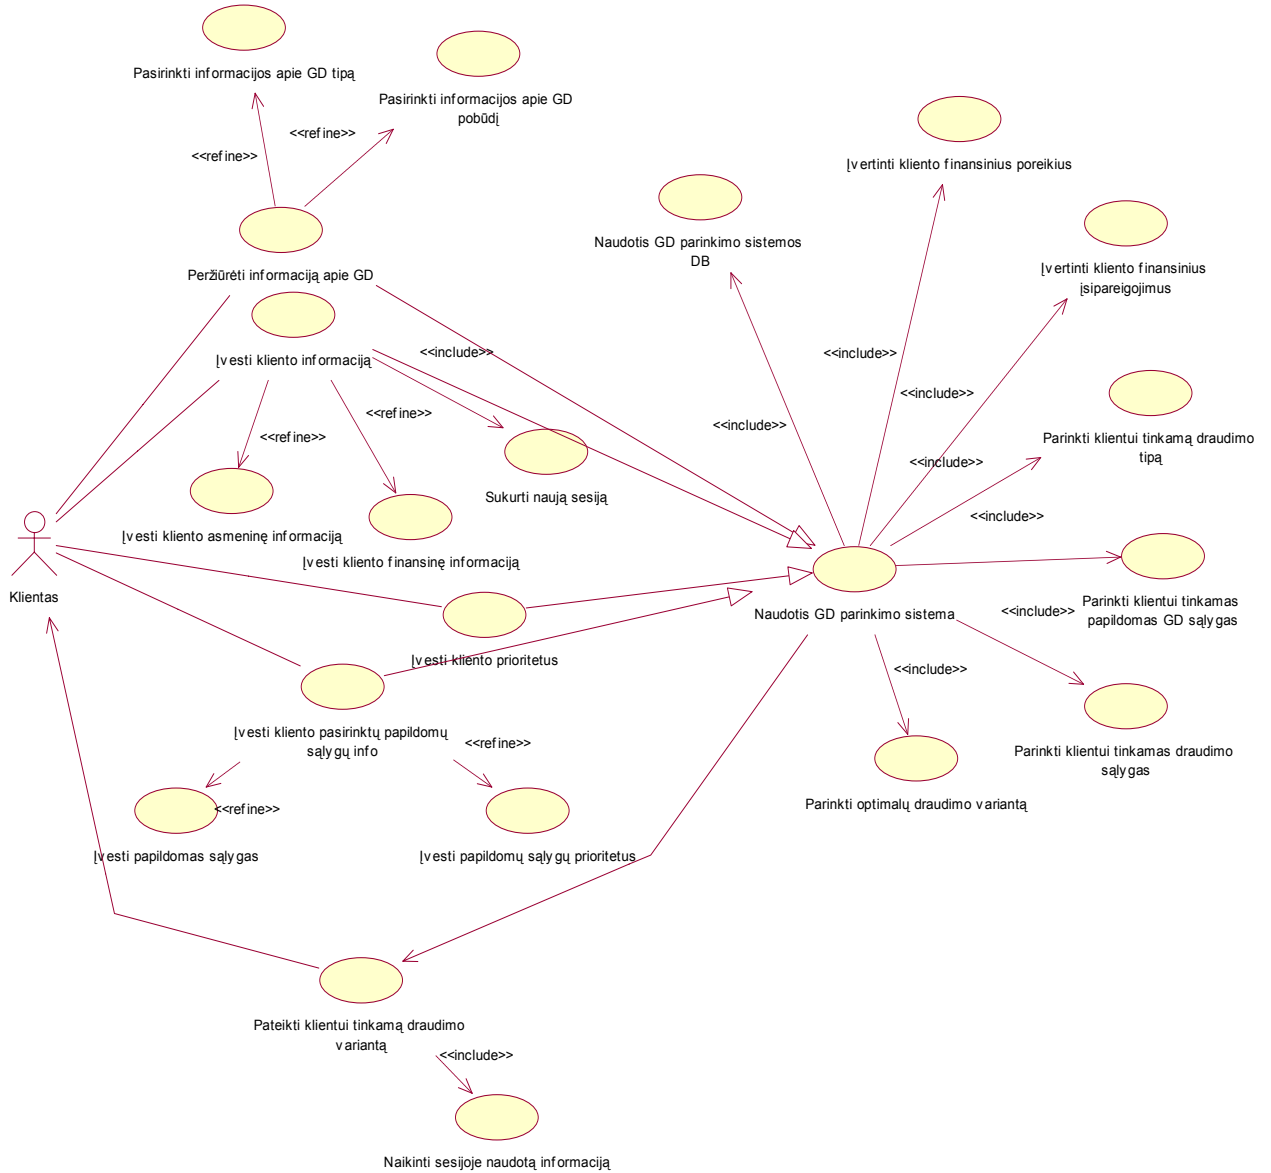 Pasirinkti informacijos apie GD tipą
Pasirinkti informacijos apie GD
pobūdį
<<refine>>
<<refine>>
Įvertinti kliento finansinius poreikius
Naudotis GD parinkimo sistemos
DB
Peržiūrėti informaciją apie GD
Įvertinti kliento finansinius
įsipareigojimus
<<include>>
<<include>>
Įvesti kliento informaciją
<<include>>
<<refine>>
<<include>>
<<refine>>
Parinkti klientui tinkamą draudimo
tipą
<<include>>
Sukurti naują sesiją
<<include>>
Įvesti kliento asmeninę informaciją
Įvesti kliento finansinę informaciją
Klientas
Parinkti klientui tinkamas
papildomas GD sąlygas
<<include>>
Naudotis GD parinkimo sistema
Įvesti kliento prioritetus
<<include>>
Įvesti kliento pasirinktų papildomų
sąlygų info
<<refine>>
Parinkti klientui tinkamas draudimo
sąlygas
<<refine>>
Parinkti optimalų draudimo variantą
Įvesti papildomas sąlygas
Įvesti papildomų sąlygų prioritetus
Pateikti klientui tinkamą draudimo
variantą
<<include>>
Naikinti sesijoje naudotą informaciją